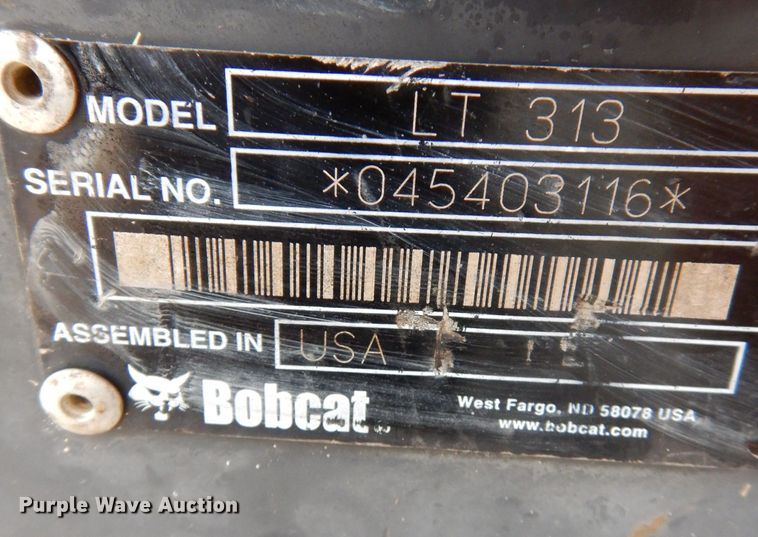 MODEL LT 313
SERIAL NO. *045403116*
ASSEMBLED IN USA
Bobcat
West Fargo, ND 58078 USA
www.bobcat.com
Purple Wave Auction